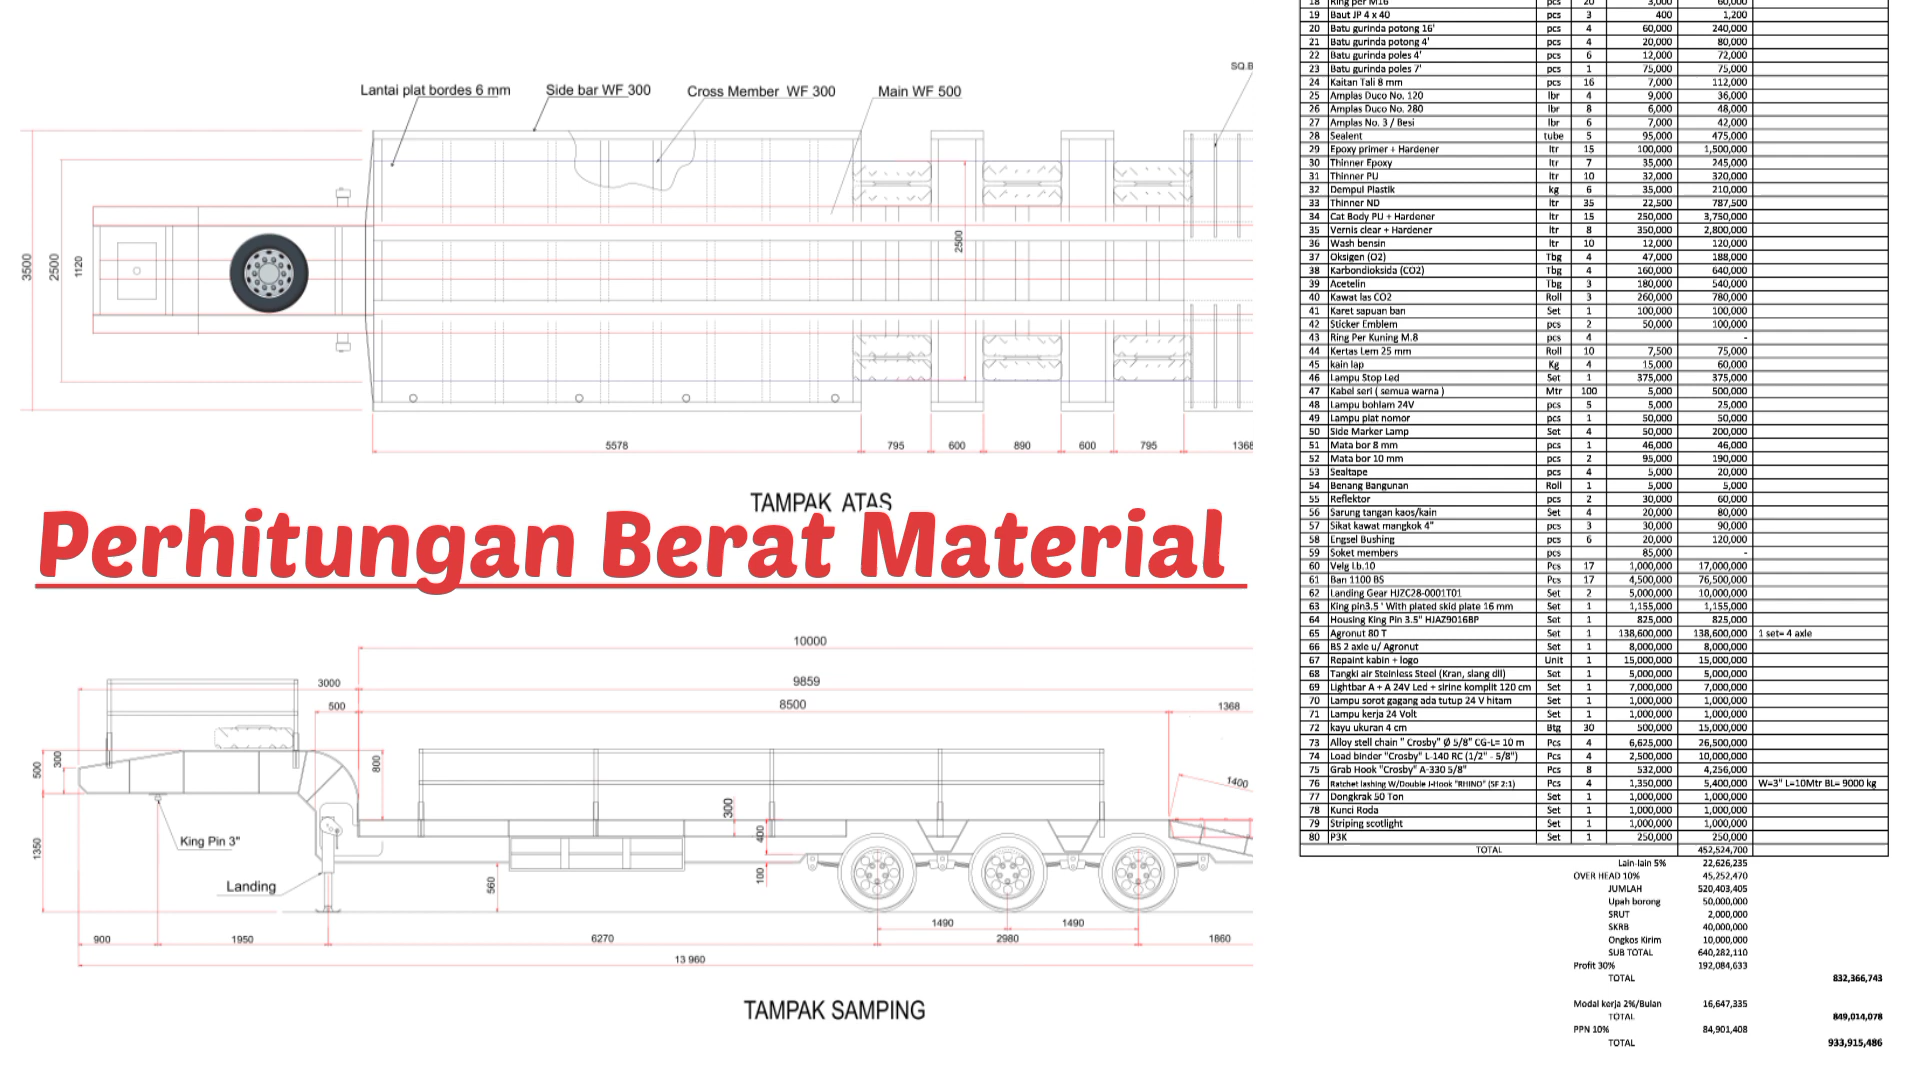 Lantai plat bordes 6 mm
Side bar WF 300
Cross Member WF 300
Main WF 500
SQ.B
3500
2500
1120
2500
5578
795
600
890
600
795
1368
TAMPAK ATAS
Perhitungan Berat Material
10000
3000
9859
500
8500
1368
500
300
800
1400
300
400
King Pin 3"
1350
Landing
560
100
1490
1490
900
1950
6270
2980
1860
13 960
TAMPAK SAMPING
18 Ring per M16 pcs 20 3,000 60,000
19 Baut JP 4 x 40 pcs 3 400 1,200
20 Batu gurinda potong 16' pcs 4 60,000 240,000
21 Batu gurinda potong 4' pcs 4 20,000 80,000
22 Batu gurinda poles 4' pcs 6 12,000 72,000
23 Batu gurinda poles 7' pcs 1 75,000 75,000
24 Kaitan Tali 8 mm pcs 16 7,000 112,000
25 Amplas Duco No. 120 lbr 4 9,000 36,000
26 Amplas Duco No. 280 lbr 8 6,000 48,000
27 Amplas No. 3 / Besi lbr 6 7,000 42,000
28 Sealent tube 5 95,000 475,000
29 Epoxy primer + Hardener ltr 15 100,000 1,500,000
30 Thinner Epoxy ltr 7 35,000 245,000
31 Thinner PU ltr 10 32,000 320,000
32 Dempul Plastik kg 6 35,000 210,000
33 Thinner ND ltr 35 22,500 787,500
34 Cat Body PU + Hardener ltr 15 250,000 3,750,000
35 Vernis clear + Hardener ltr 8 350,000 2,800,000
36 Wash bensin ltr 10 12,000 120,000
37 Oksigen (O2) Tbg 4 47,000 188,000
38 Karbondioksida (CO2) Tbg 4 160,000 640,000
39 Acetelin Tbg 3 180,000 540,000
40 Kawat las CO2 Roll 3 260,000 780,000
41 Karet sapuan ban Set 1 100,000 100,000
42 Sticker Emblem pcs 2 50,000 100,000
43 Ring Per Kuning M.8 pcs 4 -
44 Kertas Lem 25 mm Roll 10 7,500 75,000
45 kain lap Kg 4 15,000 60,000
46 Lampu Stop Led Set 1 375,000 375,000
47 Kabel seri ( semua warna ) Mtr 100 5,000 500,000
48 Lampu bohlam 24V pcs 5 5,000 25,000
49 Lampu plat nomor pcs 1 50,000 50,000
50 Side Marker Lamp Set 4 50,000 200,000
51 Mata bor 8 mm pcs 1 46,000 46,000
52 Mata bor 10 mm pcs 2 95,000 190,000
53 Sealtape pcs 4 5,000 20,000
54 Benang Bangunan Roll 1 5,000 5,000
55 Reflektor pcs 2 30,000 60,000
56 Sarung tangan kaos/kain Set 4 20,000 80,000
57 Sikat kawat mangkok 4" pcs 3 30,000 90,000
58 Engsel Bushing pcs 6 20,000 120,000
59 Soket members pcs 85,000 -
60 Velg Lb.10 Pcs 17 1,000,000 17,000,000
61 Ban 1100 BS Pcs 17 4,500,000 76,500,000
62 Landing Gear HJZC28-0001T01 Set 2 5,000,000 10,000,000
63 King pin3.5 ' With plated skid plate 16 mm Set 1 1,155,000 1,155,000
64 Housing King Pin 3.5" HJAZ9016BP Set 1 825,000 825,000
65 Agronut 80 T Set 1 138,600,000 138,600,000 1 set= 4 axle
66 BS 2 axle u/ Agronut Set 1 8,000,000 8,000,000
67 Repaint kabin + logo Unit 1 15,000,000 15,000,000
68 Tangki air Steinless Steel (Kran, slang dll) Set 1 5,000,000 5,000,000
69 Lightbar A + A 24V Led + sirine komplit 120 cm Set 1 7,000,000 7,000,000
70 Lampu sorot gagang ada tutup 24 V hitam Set 1 1,000,000 1,000,000
71 Lampu kerja 24 Volt Set 1 1,000,000 1,000,000
72 kayu ukuran 4 cm Btg 30 500,000 15,000,000
73 Alloy stell chain " Crosby" Ø 5/8" CG-L= 10 m Pcs 4 6,625,000 26,500,000
74 Load binder "Crosby" L-140 RC (1/2" - 5/8") Pcs 4 2,500,000 10,000,000
75 Grab Hook "Crosby" A-330 5/8" Pcs 8 532,000 4,256,000
76 Ratchet lashing W/Double J-Hook "RHINO" (SF 2:1) Pcs 4 1,350,000 5,400,000 W=3" L=10Mtr BL= 9000 kg
77 Dongkrak 50 Ton Set 1 1,000,000 1,000,000
78 Kunci Roda Set 1 1,000,000 1,000,000
79 Striping scotlight Set 1 1,000,000 1,000,000
80 P3K Set 1 250,000 250,000
TOTAL 452,524,700
Lain-lain 5% 22,626,235
OVER HEAD 10% 45,252,470
JUMLAH 520,403,405
Upah borong 50,000,000
SRUT 2,000,000
SKRB 40,000,000
Ongkos Kirim 10,000,000
SUB TOTAL 640,282,110
Profit 30% 192,084,633
TOTAL 832,366,743
Modal kerja 2%/Bulan 16,647,335
TOTAL 849,014,078
PPN 10% 84,901,408
TOTAL 933,915,486